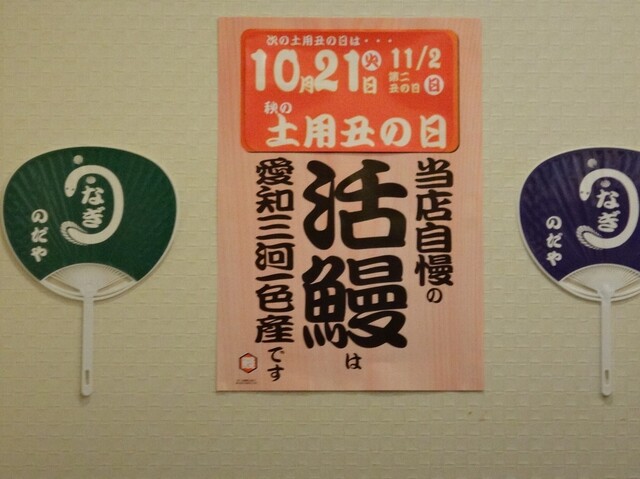 次の土用丑の日は・・・
10月21日 火 11/2 日
第二
丑の日
秋の
土用丑の日
当店自慢の
活鰻は
愛知三河一色産です
うなぎ
のだや
うなぎ
のだや